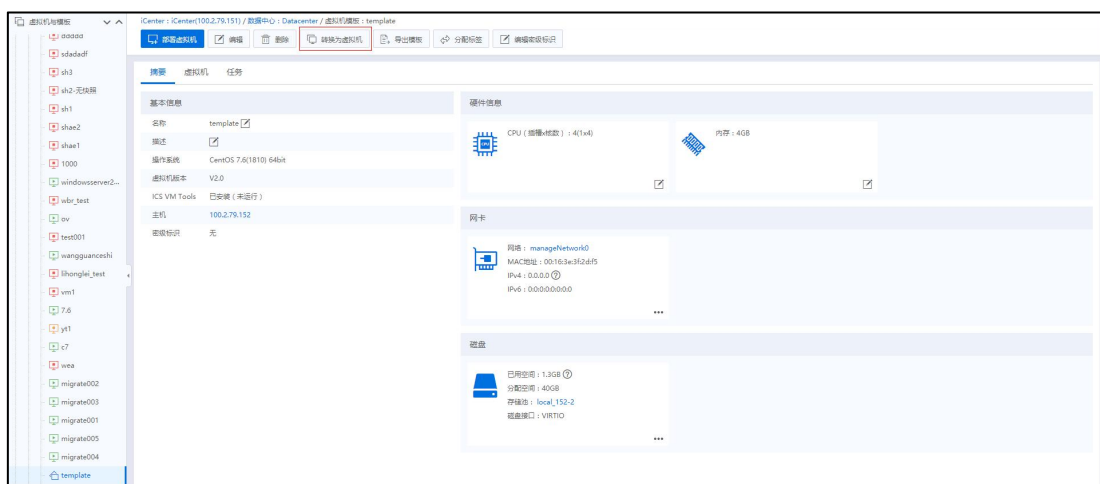 虚拟机与模板
ddddd
sdadadf
sh3
sh2-无快照
sh1
shae2
shae1
1000
windowsserver2...
wbr_test
ov
test001
wangguanceshi
lihonglei_test
vm1
7.6
yt1
c7
wea
migrate002
migrate003
migrate001
migrate005
migrate004
template
iCenter：iCenter(100.2.79.151) / 数据中心：Datacenter / 虚拟机模板：template
部署虚拟机 编辑 删除 转换为虚拟机 导出模板 分配标签 编辑密级标识
摘要 虚拟机 任务
基本信息
名称 template
描述
操作系统 CentOS 7.6(1810) 64bit
虚拟机版本 V2.0
ICS VM Tools 已安装（未运行）
主机 100.2.79.152
密级标识 无
硬件信息
CPU（插槽x核数）：4(1x4)
内存：4GB
网卡
网络：manageNetwork0
MAC地址：00:16:3e:3f:2d:f5
IPv4：0.0.0.0
IPv6：0:0:0:0:0:0:0:0
磁盘
已用空间：1.3GB
分配空间：40GB
存储池：local_152-2
磁盘接口：VIRTIO